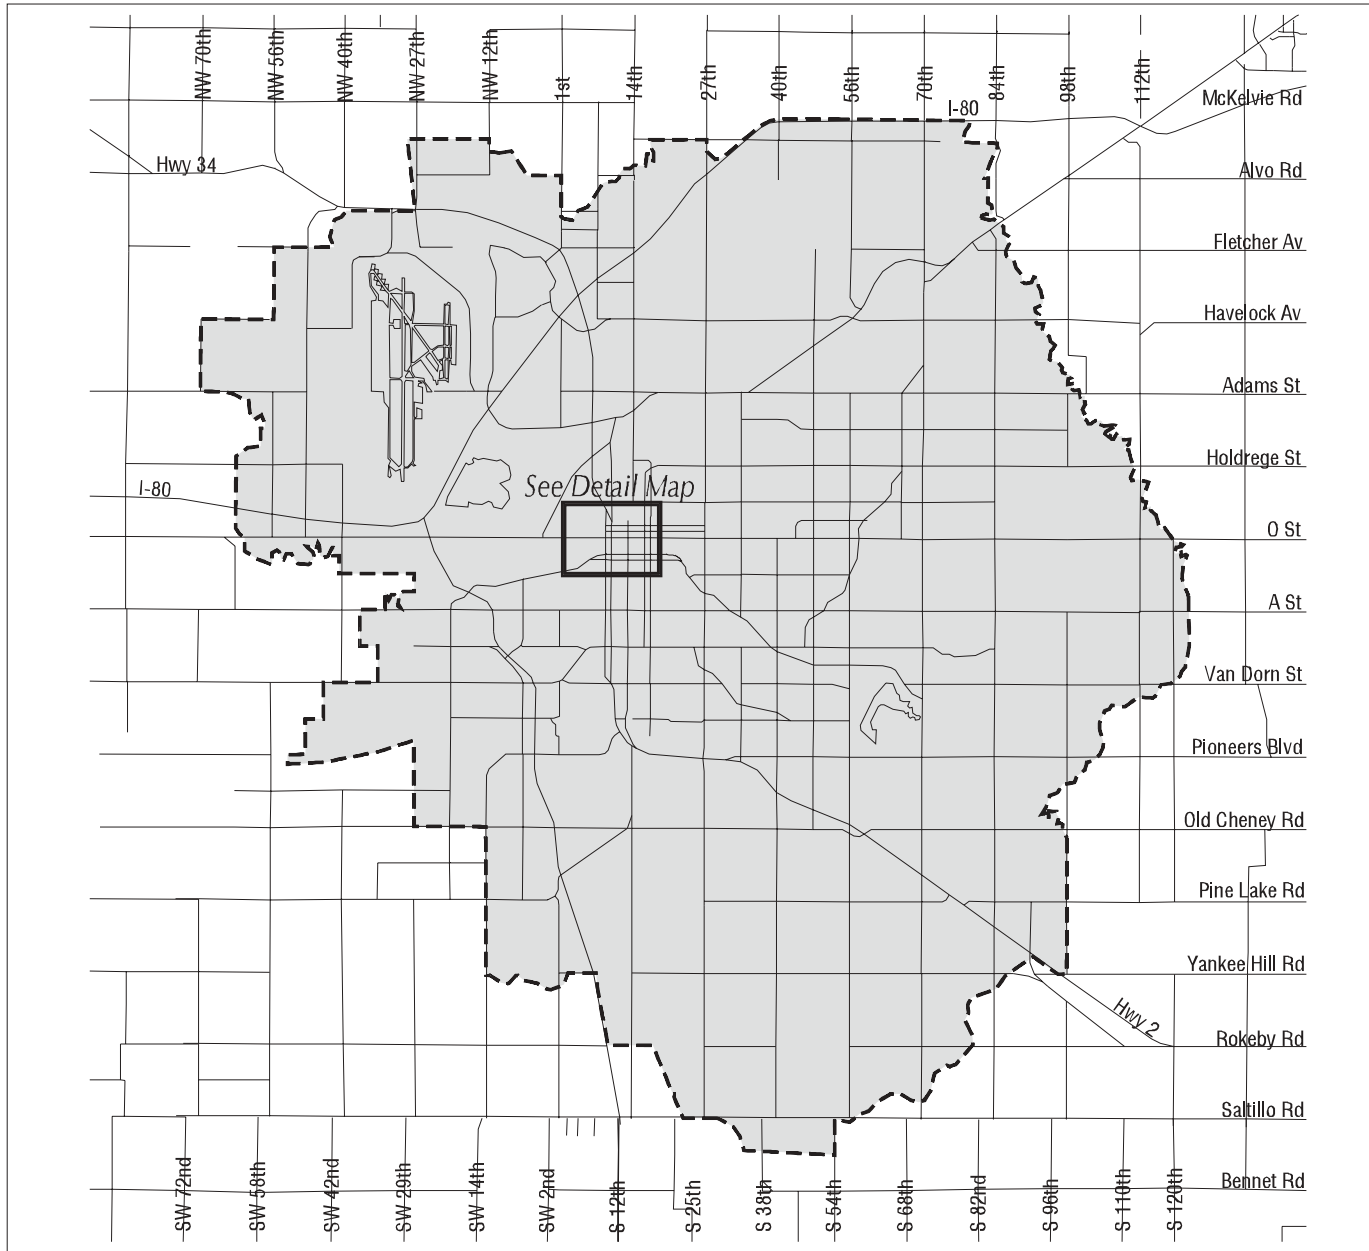 NW 70th
NW 56th
NW 40th
NW 27th
NW 12th
1st
14th
27th
40th
56th
70th
84th
98th
112th
I-80
McKelvie Rd
Hwy 34
Alvo Rd
Fletcher Av
Havelock Av
Adams St
Holdrege St
I-80
See Detail Map
O St
A St
Van Dorn St
Pioneers Blvd
Old Cheney Rd
Pine Lake Rd
Yankee Hill Rd
Hwy 2
Rokeby Rd
Saltillo Rd
Bennet Rd
SW 72nd
SW 58th
SW 42nd
SW 29th
SW 14th
SW 2nd
S 12th
S 25th
S 38th
S 54th
S 68th
S 82nd
S 96th
S 110th
S 120th